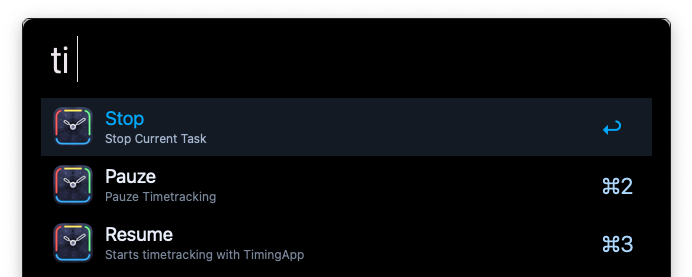 ti
Stop
Stop Current Task
↩
Pauze
Pauze Timetracking
⌘2
Resume
Starts timetracking with TimingApp
⌘3